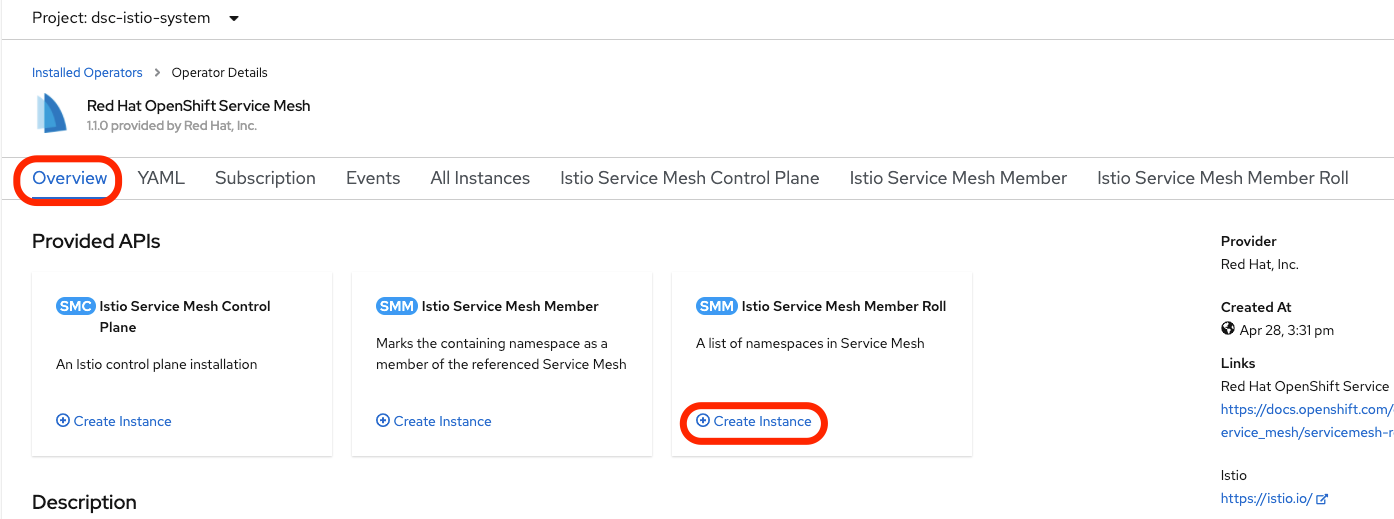 Project: dsc-istio-system
Installed Operators > Operator Details
Red Hat OpenShift Service Mesh
1.1.0 provided by Red Hat, Inc.
Overview YAML Subscription Events All Instances Istio Service Mesh Control Plane Istio Service Mesh Member Istio Service Mesh Member Roll
Provided APIs
SMC Istio Service Mesh Control
Plane
An Istio control plane installation
Create Instance
SMM Istio Service Mesh Member
Marks the containing namespace as a
member of the referenced Service Mesh
Create Instance
SMM Istio Service Mesh Member Roll
A list of namespaces in Service Mesh
Create Instance
Description
Provider
Red Hat, Inc.
Created At
Apr 28, 3:31 pm
Links
Red Hat OpenShift Service
https://docs.openshift.com/
ervice_mesh/servicemesh-r
Istio
https://istio.io/